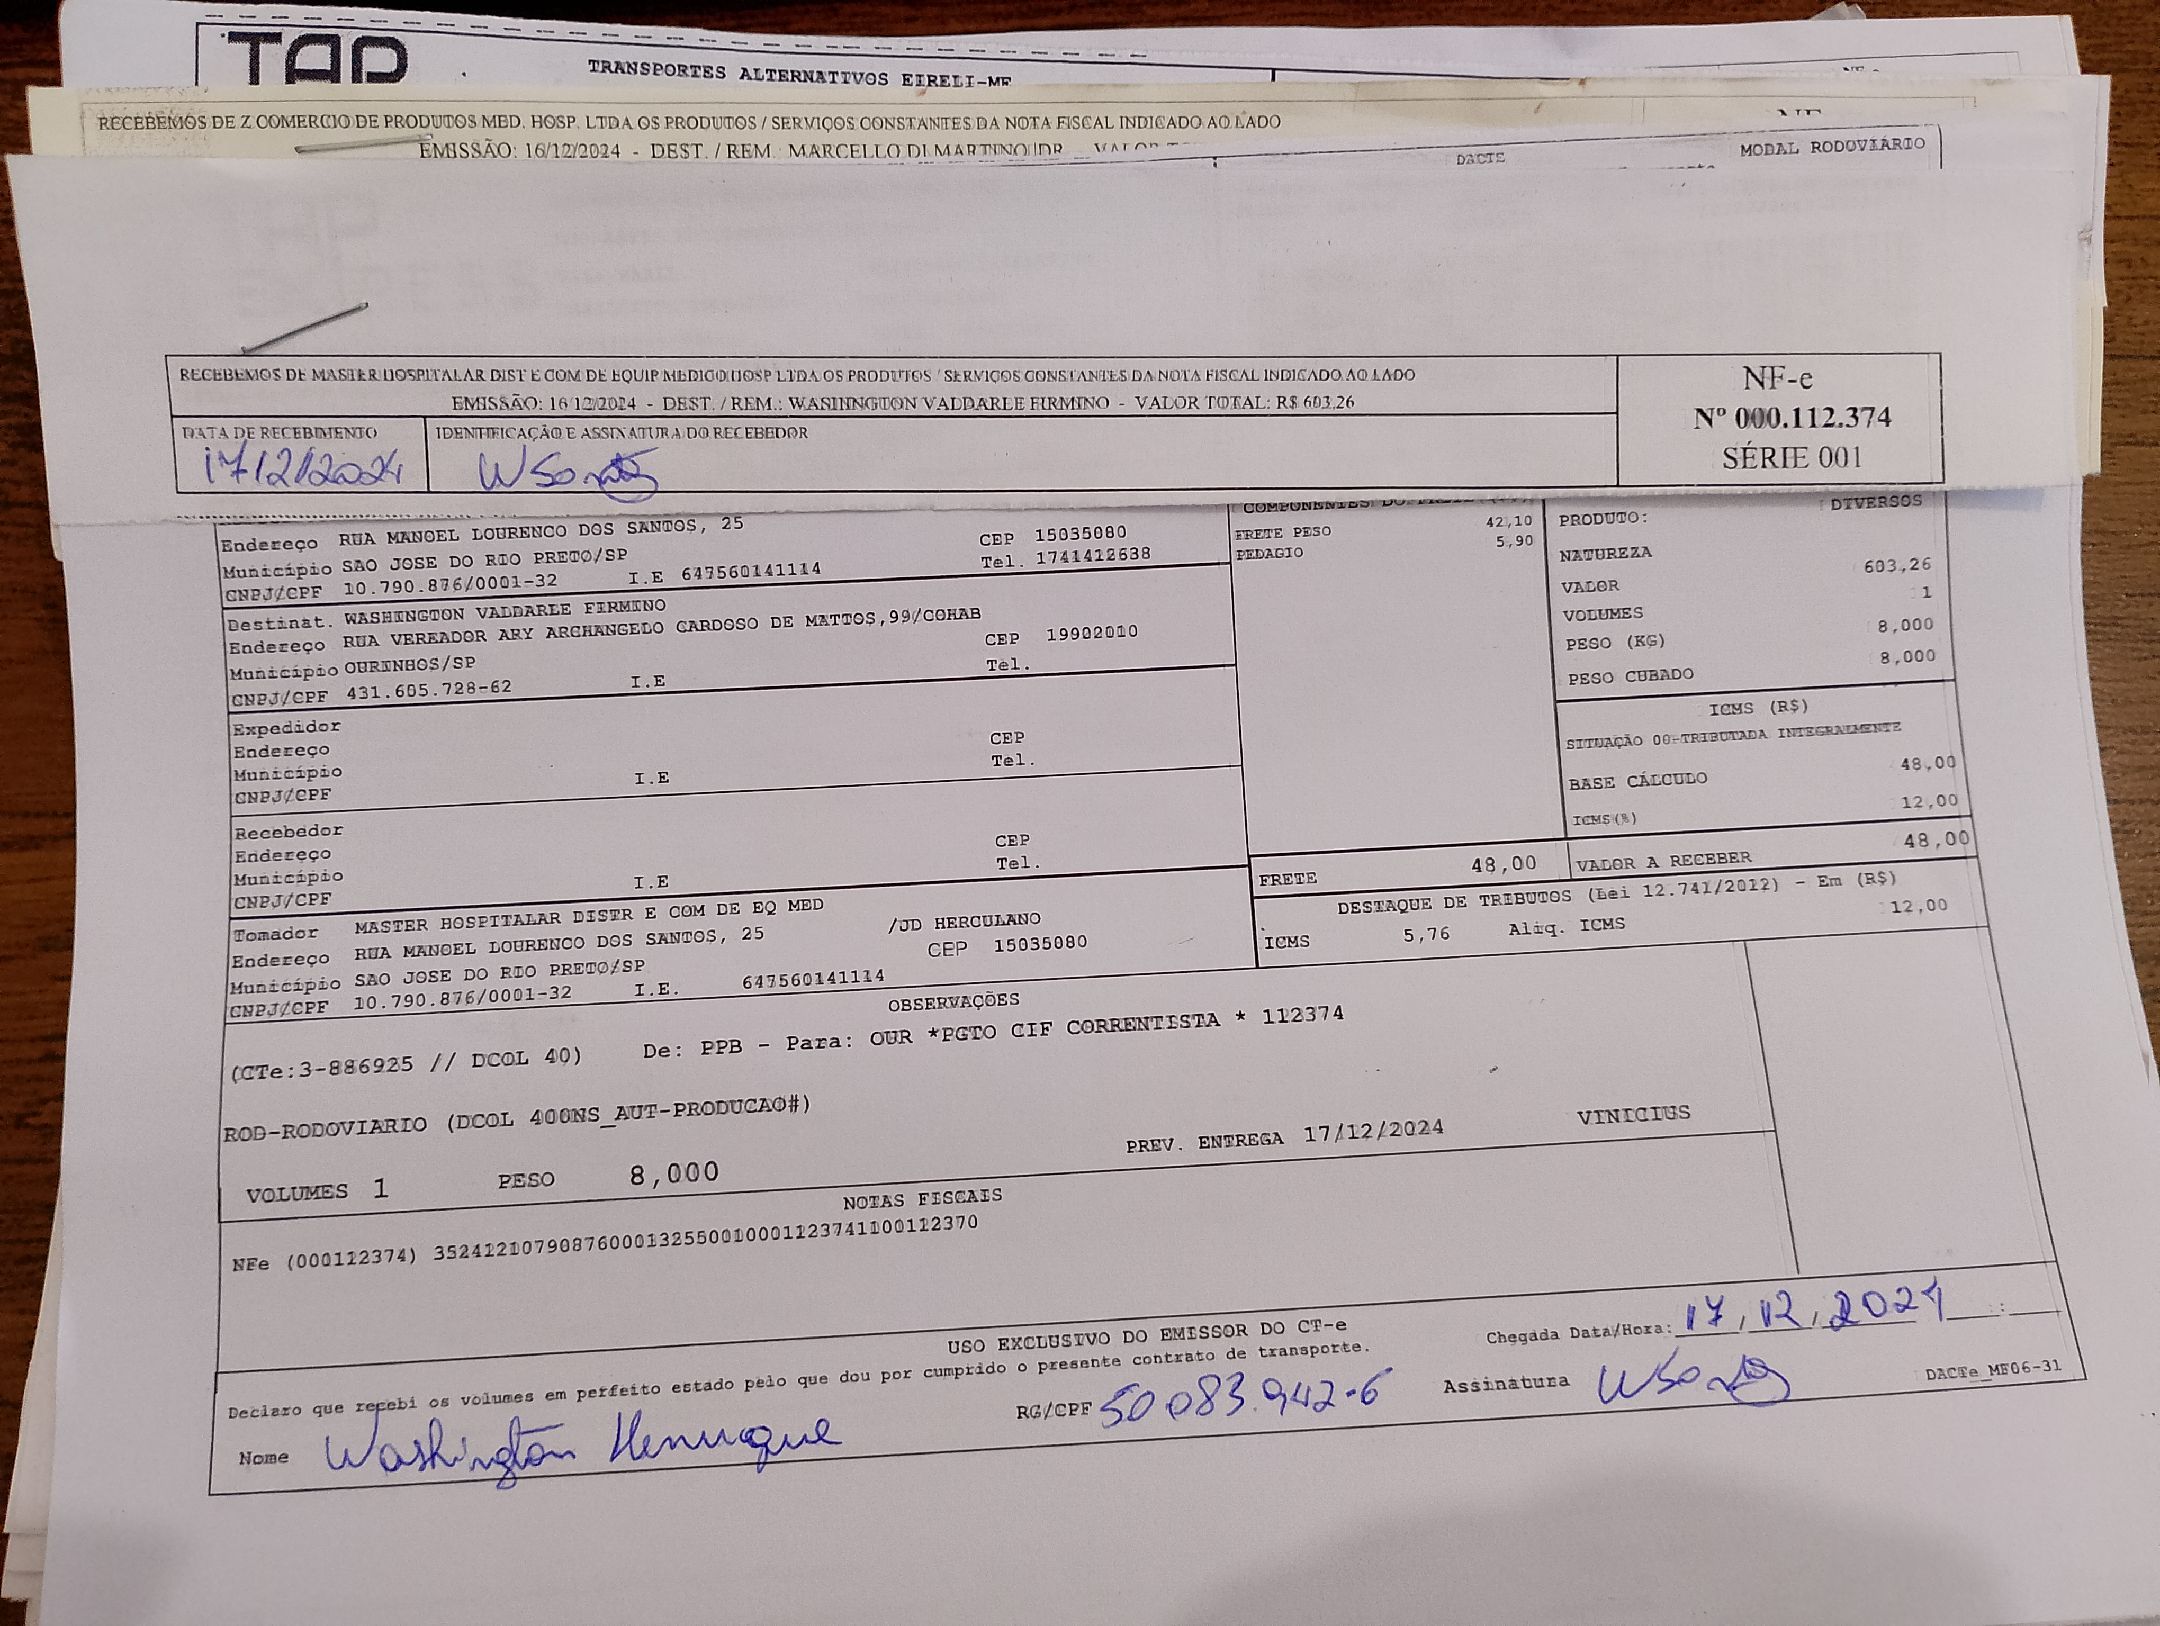 TAP
TRANSPORTES ALTERNATIVOS EIRELI-ME
RECEBEMOS DE Z COMERCIO DE PRODUTOS MED. HOSP. LTDA OS PRODUTOS / SERVIÇOS CONSTANTES DA NOTA FISCAL INDICADO AO LADO
EMISSÃO: 16/12/2024 - DEST. / REM.: MARCELLO DI MARTINO
DACTE
MODAL RODOVIÁRIO
RECEBEMOS DE MASTER HOSPITALAR DIST E COM DE EQUIP MEDICO HOSP LTDA OS PRODUTOS / SERVIÇOS CONSTANTES DA NOTA FISCAL INDICADO AO LADO
EMISSÃO: 16/12/2024 - DEST. / REM.: WASHINGTON VALDARLE FIRMINO - VALOR TOTAL: R$ 603,26
NF-e
Nº 000.112.374
SÉRIE 001
DATA DE RECEBIMENTO IDENTIFICAÇÃO E ASSINATURA DO RECEBEDOR
17/12/2024
Endereço RUA MANOEL LOURENCO DOS SANTOS, 25 CEP 15035080
Município SAO JOSE DO RIO PRETO/SP Tel. 1741412638
CNPJ/CPF 10.790.876/0001-32 I.E 647560141114
Destinat. WASHINGTON VALDARLE FIRMINO
Endereço RUA VEREADOR ARY ARCHANGELO CARDOSO DE MATTOS,99/COHAB
Município OURINHOS/SP CEP 19902010
CNPJ/CPF 431.605.728-62 I.E Tel.
Expedidor
Endereço CEP
Município Tel.
CNPJ/CPF I.E
Recebedor
Endereço CEP
Município Tel.
CNPJ/CPF I.E
Tomador MASTER HOSPITALAR DISTR E COM DE EQ MED
Endereço RUA MANOEL LOURENCO DOS SANTOS, 25 /JD HERCULANO
Município SAO JOSE DO RIO PRETO/SP CEP 15035080
CNPJ/CPF 10.790.876/0001-32 I.E. 647560141114
COMPONENTES DO
FRETE PESO 42,10
PEDAGIO 5,90
PRODUTO: DIVERSOS
NATUREZA
VALOR 603,26
VOLUMES 1
PESO (KG) 8,000
PESO CUBADO 8,000
ICMS (R$)
SITUAÇÃO 00-TRIBUTADA INTEGRALMENTE
BASE CÁLCULO 48,00
ICMS(%) 12,00
FRETE 48,00 VALOR A RECEBER 48,00
DESTAQUE DE TRIBUTOS (Lei 12.741/2012) - Em (R$)
ICMS 5,76 Aliq. ICMS 12,00
OBSERVAÇÕES
(CTe:3-886925 // DCOL 40) De: PPB - Para: OUR *PGTO CIF CORRENTISTA * 112374
ROD-RODOVIARIO (DCOL 400NS_AUT-PRODUCAO#)
VOLUMES 1 PESO 8,000 PREV. ENTREGA 17/12/2024 VINICIUS
NOTAS FISCAIS
NFe (000112374) 35241210790876000132550010001123741100112370
USO EXCLUSIVO DO EMISSOR DO CT-e
Declaro que recebi os volumes em perfeito estado pelo que dou por cumprido o presente contrato de transporte.
Chegada Data/Hora: 17/12/2024 :
Nome Washington Henrique RG/CPF 50.083.942-6 Assinatura
DACTe_MF06-31